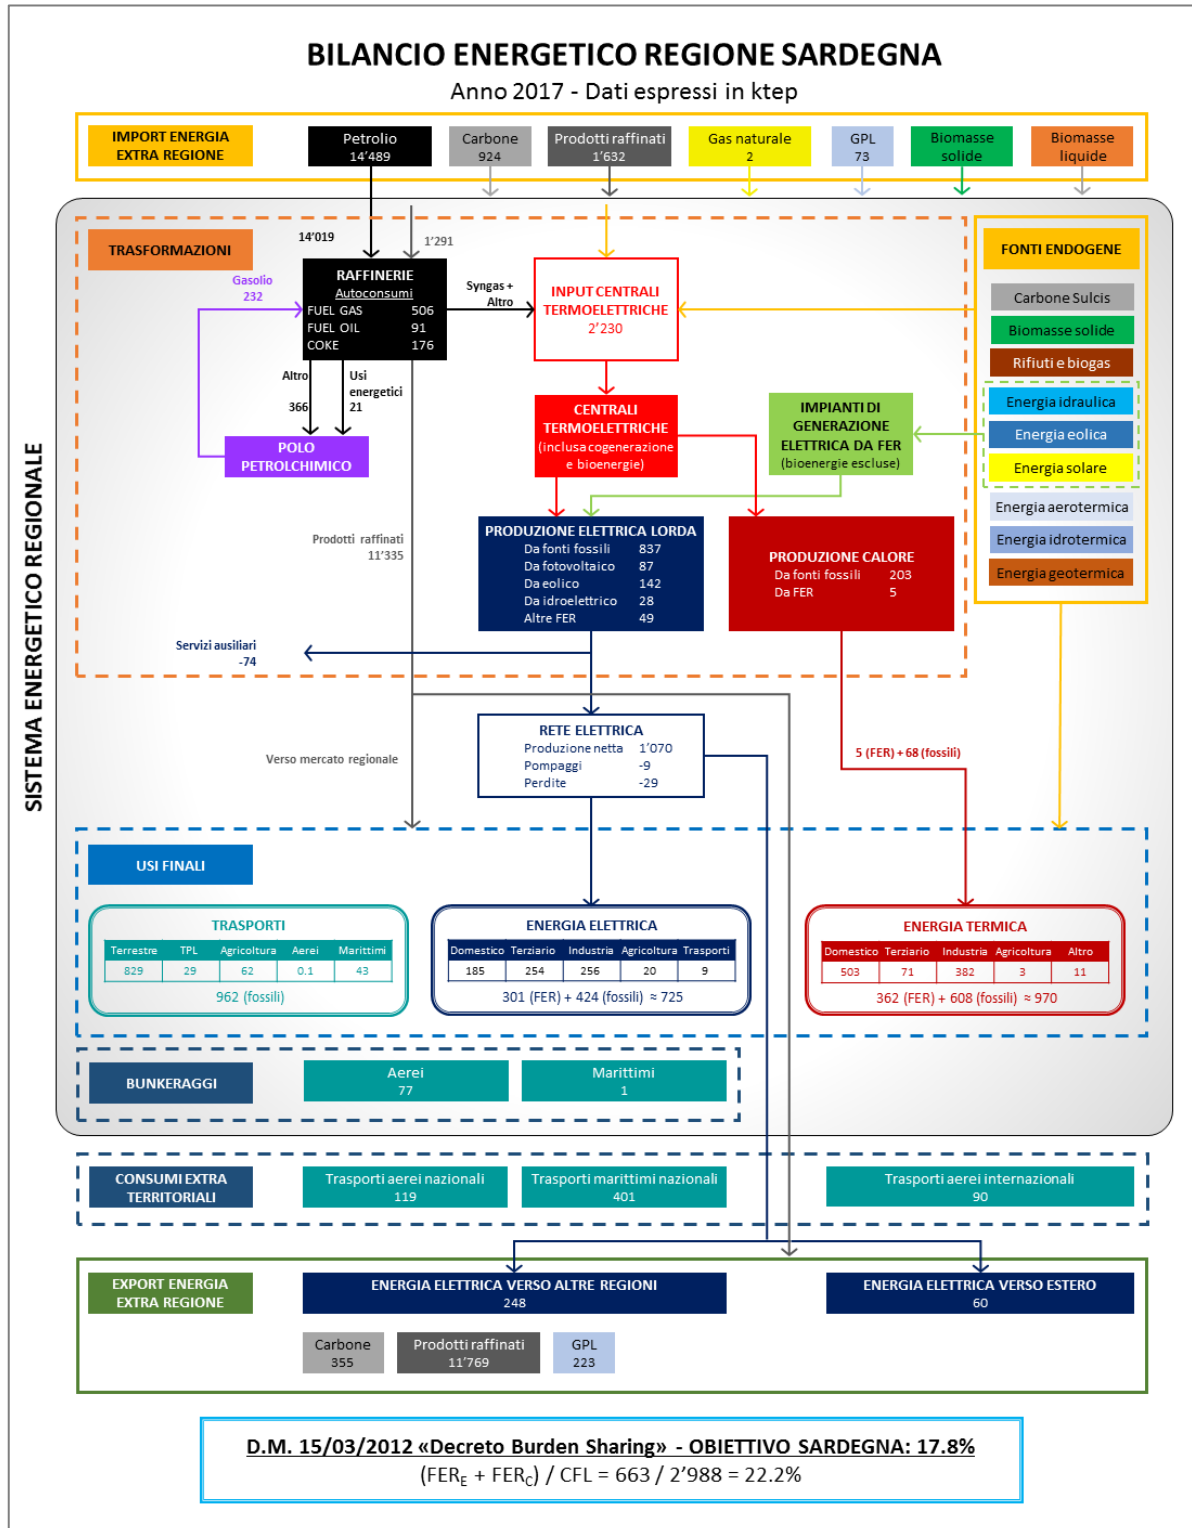 BILANCIO ENERGETICO REGIONE SARDEGNA
Anno 2017 - Dati espressi in ktep
IMPORT ENERGIA
EXTRA REGIONE
Petrolio
14'489
Carbone
924
Prodotti raffinati
1'632
Gas naturale
2
GPL
73
Biomasse
solide
Biomasse
liquide
SISTEMA ENERGETICO REGIONALE
TRASFORMAZIONI
14'019
1'291
FONTI ENDOGENE
Carbone Sulcis
Biomasse solide
Rifiuti e biogas
Energia idraulica
Energia eolica
Energia solare
Energia aerotermica
Energia idrotermica
Energia geotermica
Gasolio
232
RAFFINERIE
Autoconsumi
FUEL GAS 506
FUEL OIL 91
COKE 176
Syngas +
Altro
INPUT CENTRALI
TERMOELETTRICHE
2'230
Altro
366
Usi
energetici
21
POLO
PETROLCHIMICO
CENTRALI
TERMOELETTRICHE
(inclusa cogenerazione
e bioenergie)
IMPIANTI DI
GENERAZIONE
ELETTRICA DA FER
(bioenergie escluse)
Prodotti raffinati
11'335
PRODUZIONE ELETTRICA LORDA
Da fonti fossili 837
Da fotovoltaico 87
Da eolico 142
Da idroelettrico 28
Altre FER 49
PRODUZIONE CALORE
Da fonti fossili 203
Da FER 5
Servizi ausiliari
-74
RETE ELETTRICA
Produzione netta 1'070
Pompaggi -9
Perdite -29
Verso mercato regionale
5 (FER) + 68 (fossili)
USI FINALI
TRASPORTI
Terrestre TPL Agricoltura Aerei Marittimi
829 29 62 0.1 43
962 (fossili)
ENERGIA ELETTRICA
Domestico Terziario Industria Agricoltura Trasporti
185 254 256 20 9
301 (FER) + 424 (fossili) ≈ 725
ENERGIA TERMICA
Domestico Terziario Industria Agricoltura Altro
503 71 382 3 11
362 (FER) + 608 (fossili) ≈ 970
BUNKERAGGI
Aerei
77
Marittimi
1
CONSUMI EXTRA
TERRITORIALI
Trasporti aerei nazionali
119
Trasporti marittimi nazionali
401
Trasporti aerei internazionali
90
EXPORT ENERGIA
EXTRA REGIONE
ENERGIA ELETTRICA VERSO ALTRE REGIONI
248
ENERGIA ELETTRICA VERSO ESTERO
60
Carbone
355
Prodotti raffinati
11'769
GPL
223
D.M. 15/03/2012 «Decreto Burden Sharing» - OBIETTIVO SARDEGNA: 17.8%
(FERE + FERC) / CFL = 663 / 2'988 = 22.2%